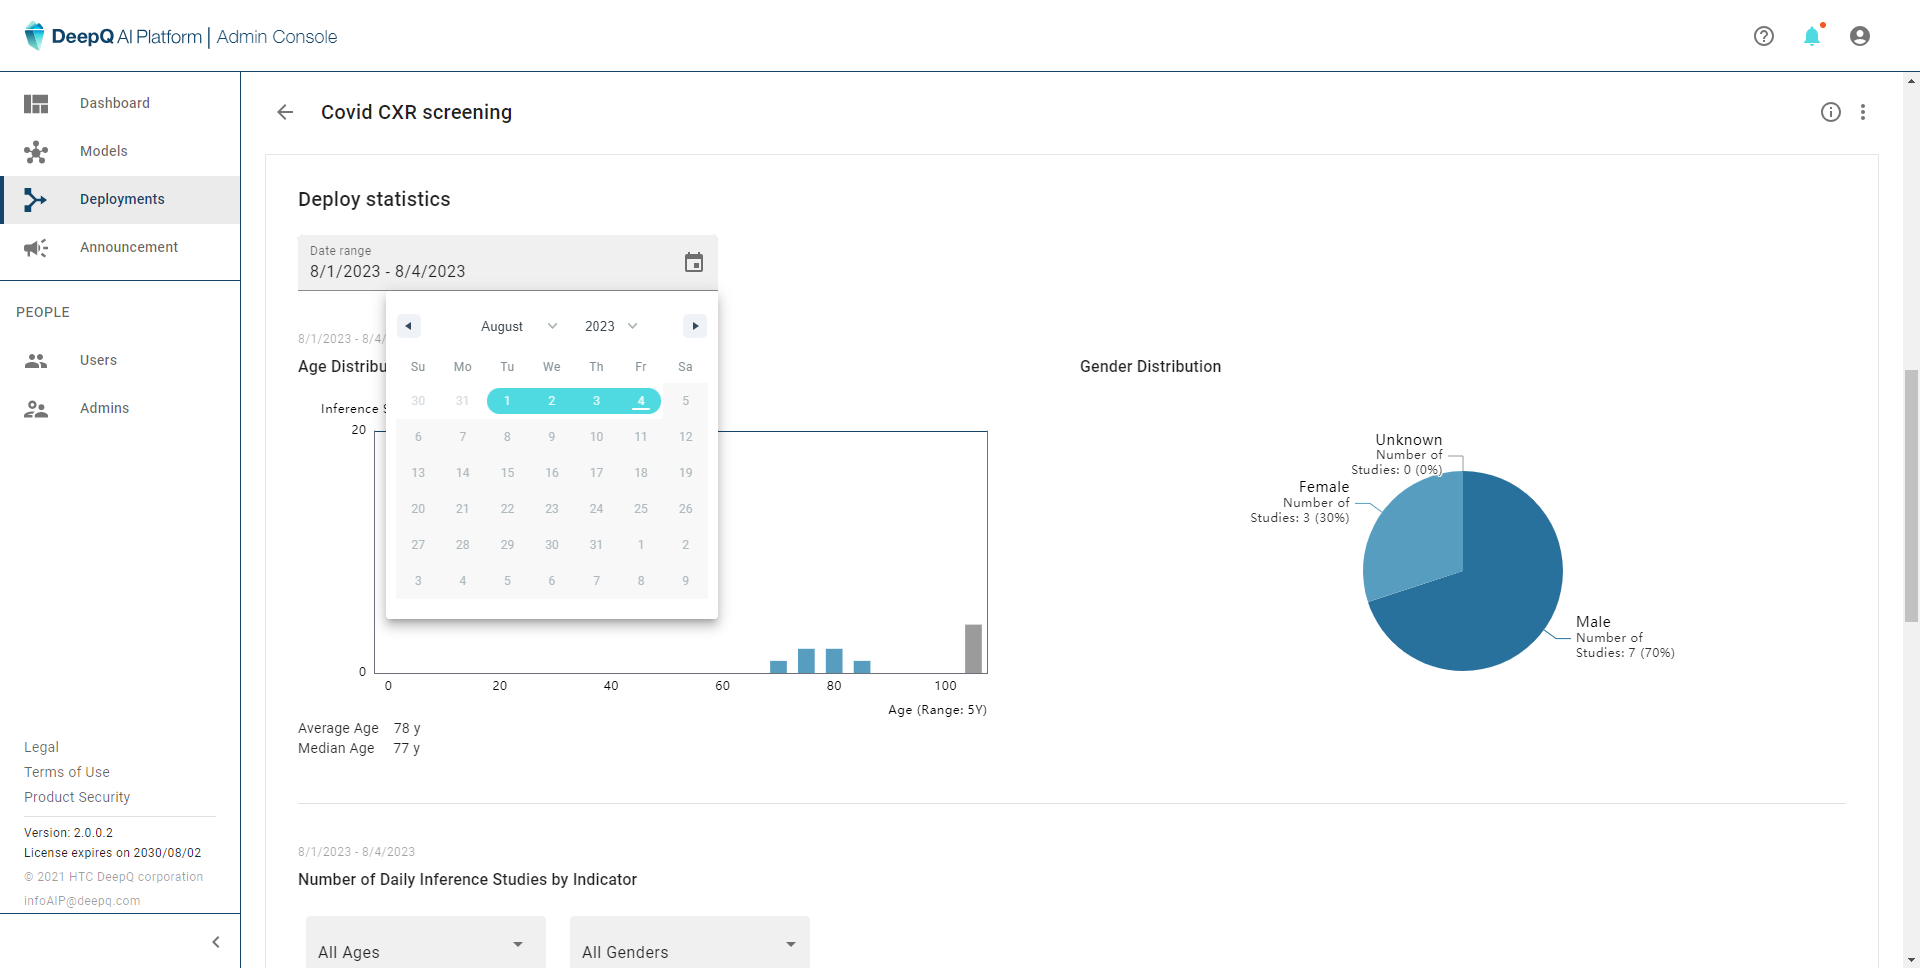 DeepQ AI Platform | Admin Console
Dashboard
Models
Deployments
Announcement
PEOPLE
Users
Admins
Legal
Terms of Use
Product Security
Version: 2.0.0.2
License expires on 2030/08/02
© 2021 HTC DeepQ corporation
infoAIP@deepq.com
Covid CXR screening
Deploy statistics
Date range
8/1/2023 - 8/4/2023
August 2023
Su Mo Tu We Th Fr Sa
30 31 1 2 3 4 5
6 7 8 9 10 11 12
13 14 15 16 17 18 19
20 21 22 23 24 25 26
27 28 29 30 31 1 2
3 4 5 6 7 8 9
8/1/2023 - 8/4/
Age Distribu
Inference S
20
0
0 20 40 60 80 100
Age (Range: 5Y)
Average Age 78 y
Median Age 77 y
Gender Distribution
Unknown
Number of
Studies: 0 (0%)
Female
Number of
Studies: 3 (30%)
Male
Number of
Studies: 7 (70%)
8/1/2023 - 8/4/2023
Number of Daily Inference Studies by Indicator
All Ages
All Genders